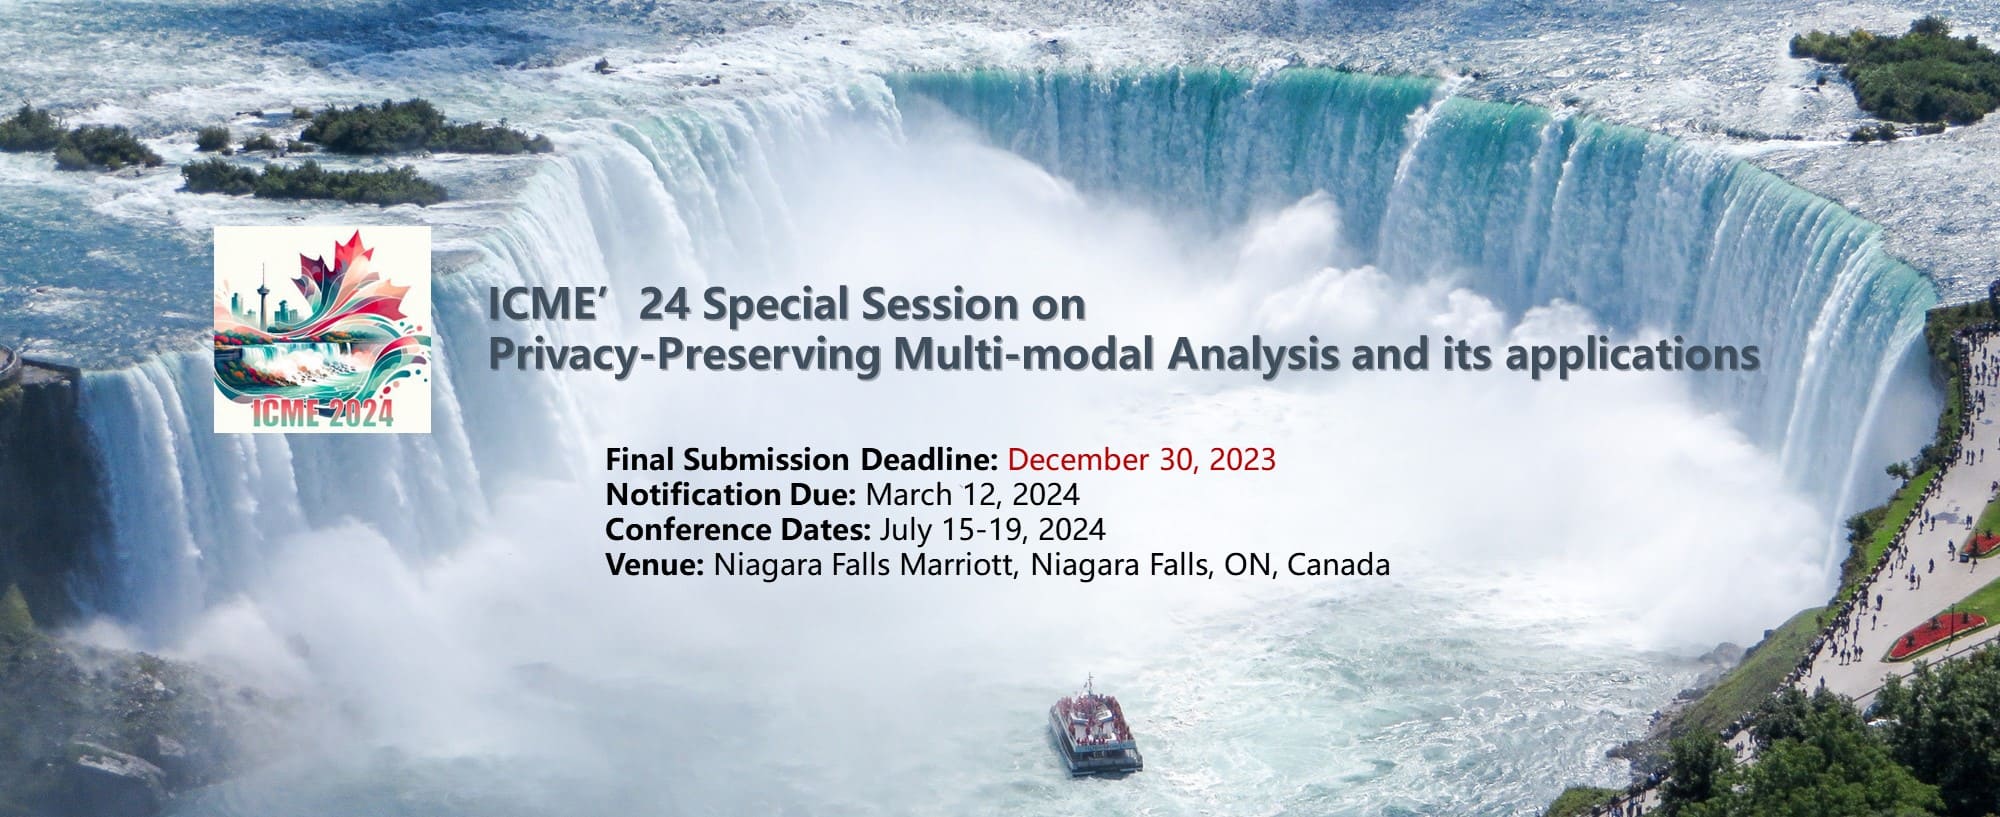 ICME 2024
ICME’24 Special Session on
Privacy-Preserving Multi-modal Analysis and its applications
Final Submission Deadline: December 30, 2023
Notification Due: March 12, 2024
Conference Dates: July 15-19, 2024
Venue: Niagara Falls Marriott, Niagara Falls, ON, Canada